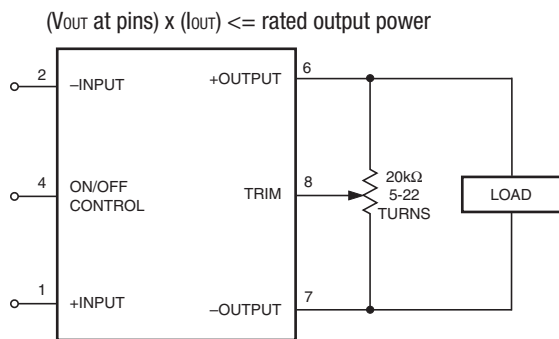 (VOUT at pins) x (IOUT) <= rated output power
2
–INPUT
+OUTPUT
6
4
ON/OFF
CONTROL
TRIM
8
20kΩ
5-22
TURNS
LOAD
1
+INPUT
–OUTPUT
7